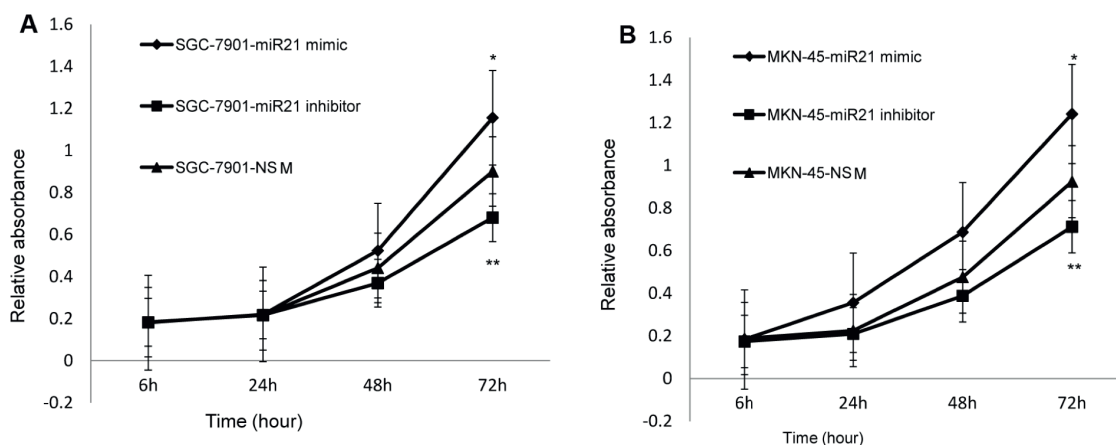 A
1.6
1.4
1.2
1
0.8
0.6
0.4
0.2
0
-0.2
Relative absorbance
SGC-7901-miR21 mimic
SGC-7901-miR21 inhibitor
SGC-7901-NSM
*
**
6h 24h 48h 72h
Time (hour)
B
1.6
1.4
1.2
1
0.8
0.6
0.4
0.2
0
-0.2
Relative absorbance
MKN-45-miR21 mimic
MKN-45-miR21 inhibitor
MKN-45-NSM
*
**
6h 24h 48h 72h
Time (hour)